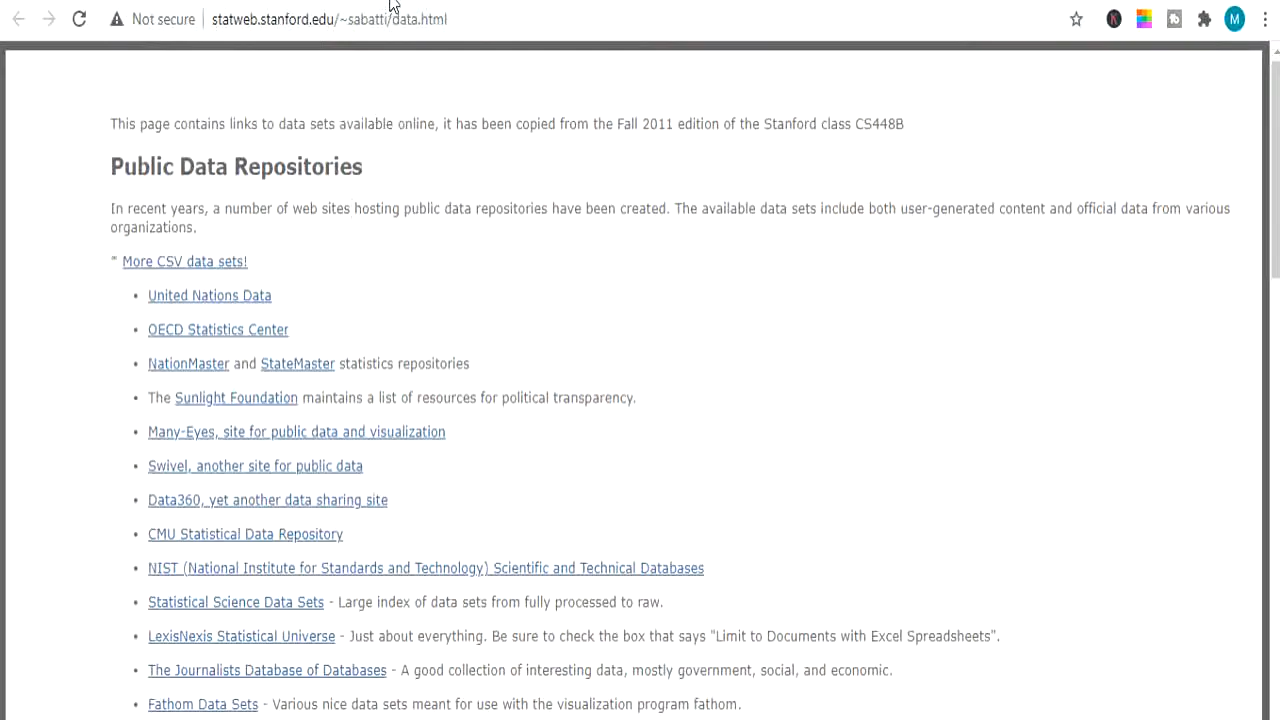 Not secure statweb.stanford.edu/~sabatti/data.html M
This page contains links to data sets available online, it has been copied from the Fall 2011 edition of the Stanford class CS448B
Public Data Repositories
In recent years, a number of web sites hosting public data repositories have been created. The available data sets include both user-generated content and official data from various
organizations.
* More CSV data sets!
• United Nations Data
• OECD Statistics Center
• NationMaster and StateMaster statistics repositories
• The Sunlight Foundation maintains a list of resources for political transparency.
• Many-Eyes, site for public data and visualization
• Swivel, another site for public data
• Data360, yet another data sharing site
• CMU Statistical Data Repository
• NIST (National Institute for Standards and Technology) Scientific and Technical Databases
• Statistical Science Data Sets - Large index of data sets from fully processed to raw.
• LexisNexis Statistical Universe - Just about everything. Be sure to check the box that says "Limit to Documents with Excel Spreadsheets".
• The Journalists Database of Databases - A good collection of interesting data, mostly government, social, and economic.
• Fathom Data Sets - Various nice data sets meant for use with the visualization program fathom.